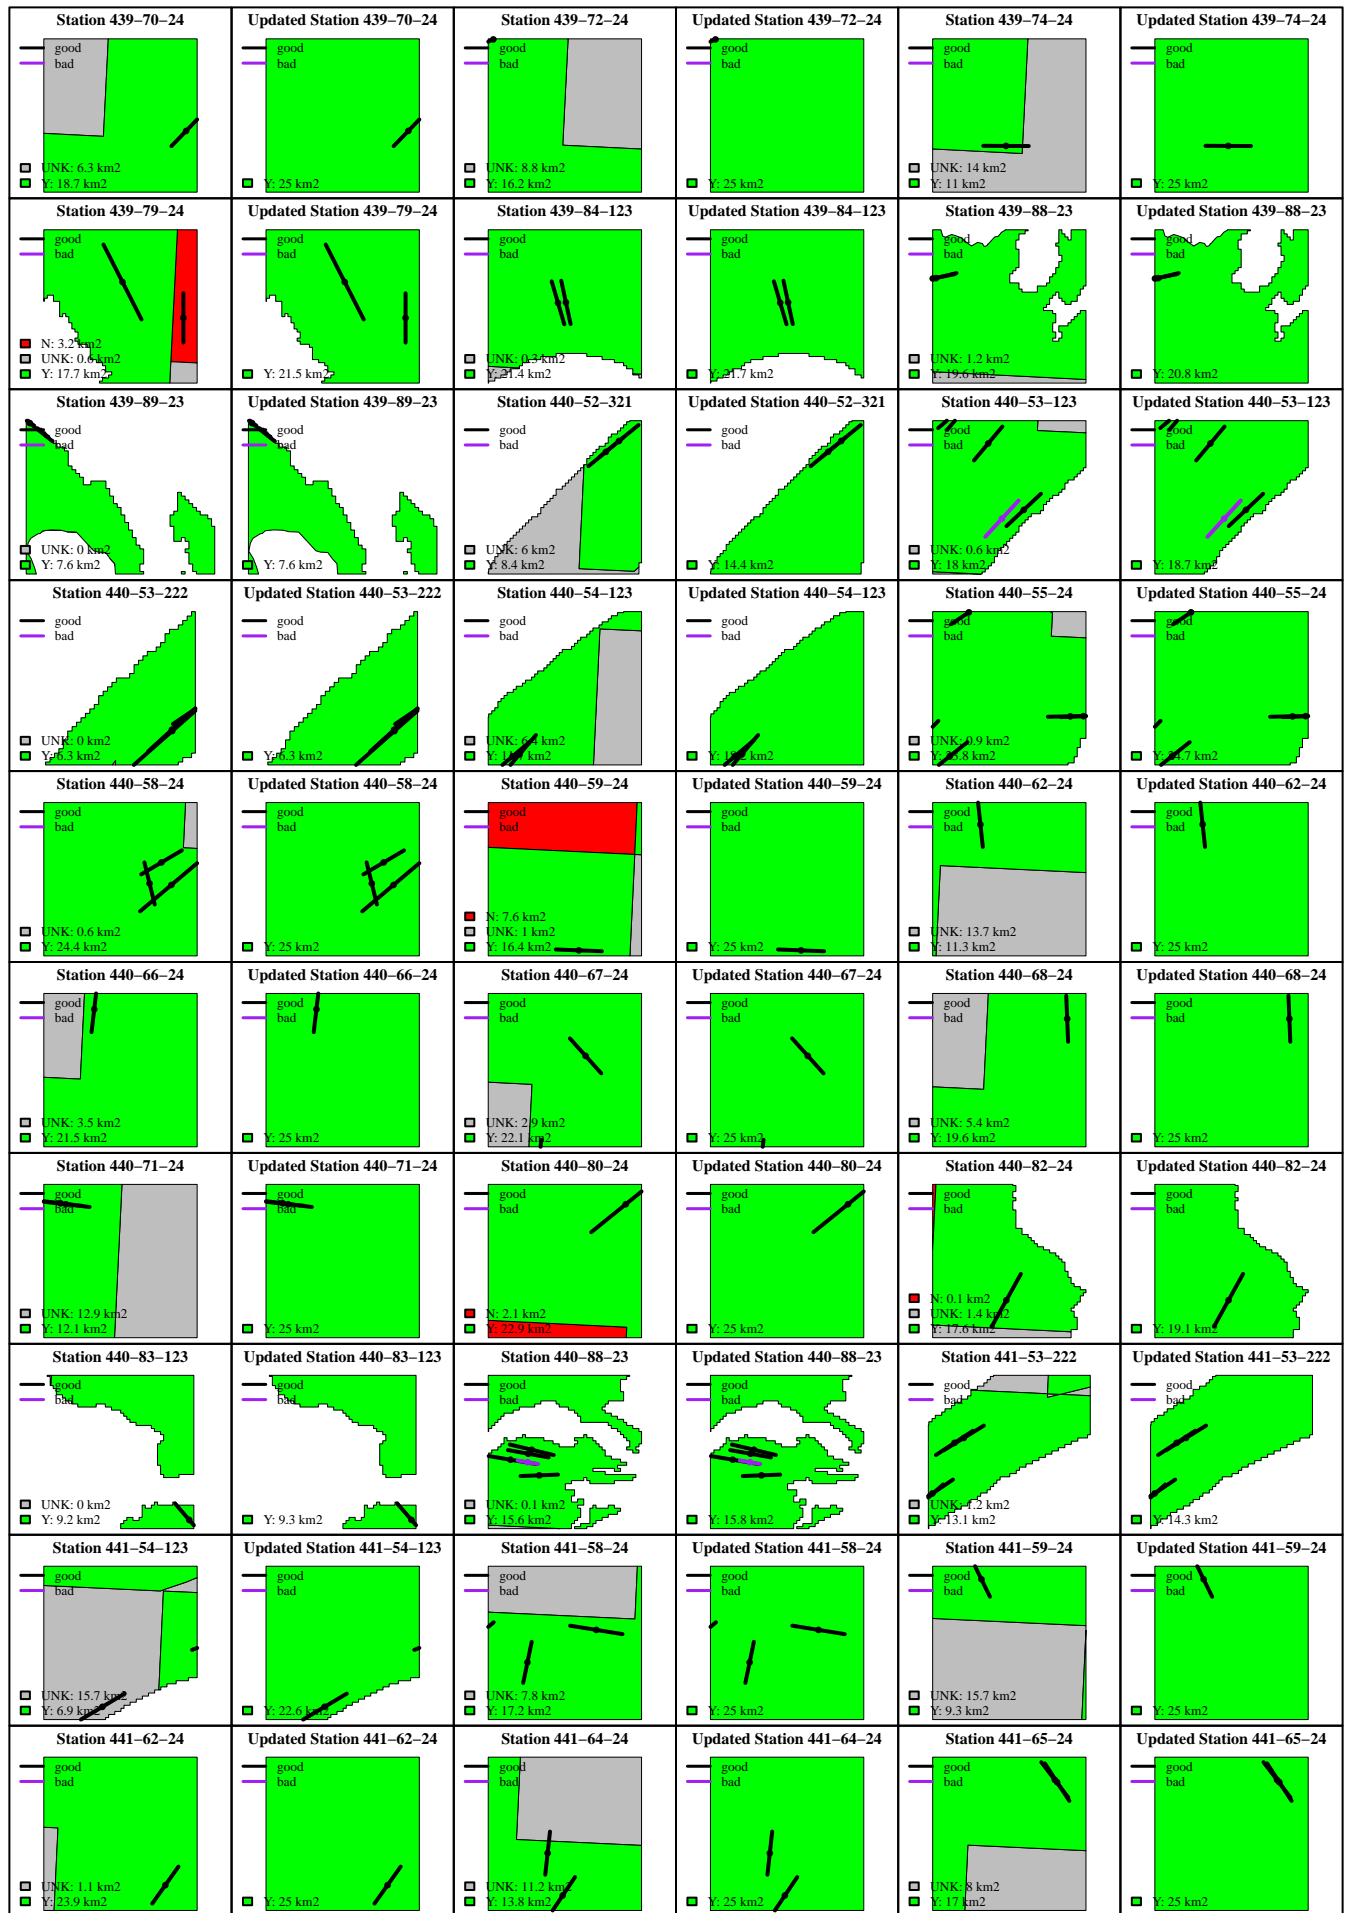 Station 439–70–24
good
bad
UNK: 6.3 km2
Y: 18.7 km2
Updated Station 439–70–24
good
bad
Y: 25 km2
Station 439–72–24
good
bad
UNK: 8.8 km2
Y: 16.2 km2
Updated Station 439–72–24
good
bad
Y: 25 km2
Station 439–74–24
good
bad
UNK: 14 km2
Y: 11 km2
Updated Station 439–74–24
good
bad
Y: 25 km2
Station 439–79–24
good
bad
N: 3.2 km2
UNK: 0.6 km2
Y: 17.7 km2
Updated Station 439–79–24
good
bad
Y: 21.5 km2
Station 439–84–123
good
bad
UNK: 0.3 km2
Y: 21.4 km2
Updated Station 439–84–123
good
bad
Y: 21.7 km2
Station 439–88–23
good
bad
UNK: 1.2 km2
Y: 19.6 km2
Updated Station 439–88–23
good
bad
Y: 20.8 km2
Station 439–89–23
good
bad
UNK: 0 km2
Y: 7.6 km2
Updated Station 439–89–23
good
bad
Y: 7.6 km2
Station 440–52–321
good
bad
UNK: 6 km2
Y: 8.4 km2
Updated Station 440–52–321
good
bad
Y: 14.4 km2
Station 440–53–123
good
bad
UNK: 0.6 km2
Y: 18 km2
Updated Station 440–53–123
good
bad
Y: 18.7 km2
Station 440–53–222
good
bad
UNK: 0 km2
Y: 6.3 km2
Updated Station 440–53–222
good
bad
Y: 6.3 km2
Station 440–54–123
good
bad
UNK: 6.4 km2
Y: km2
Updated Station 440–54–123
good
bad
Y: km2
Station 440–55–24
good
bad
UNK: 0.9 km2
Y: 23.8 km2
Updated Station 440–55–24
good
bad
Y: 24.7 km2
Station 440–58–24
good
bad
UNK: 0.6 km2
Y: 24.4 km2
Updated Station 440–58–24
good
bad
Y: 25 km2
Station 440–59–24
good
bad
N: 7.6 km2
UNK: 1 km2
Y: 16.4 km2
Updated Station 440–59–24
good
bad
Y: 25 km2
Station 440–62–24
good
bad
UNK: 13.7 km2
Y: 11.3 km2
Updated Station 440–62–24
good
bad
Y: 25 km2
Station 440–66–24
good
bad
UNK: 3.5 km2
Y: 21.5 km2
Updated Station 440–66–24
good
bad
Y: 25 km2
Station 440–67–24
good
bad
UNK: 2.9 km2
Y: 22.1 km2
Updated Station 440–67–24
good
bad
Y: 25 km2
Station 440–68–24
good
bad
UNK: 5.4 km2
Y: 19.6 km2
Updated Station 440–68–24
good
bad
Y: 25 km2
Station 440–71–24
good
bad
UNK: 12.9 km2
Y: 12.1 km2
Updated Station 440–71–24
good
bad
Y: 25 km2
Station 440–80–24
good
bad
N: 2.1 km2
Y: 22.9 km2
Updated Station 440–80–24
good
bad
Y: 25 km2
Station 440–82–24
good
bad
N: 0.1 km2
UNK: 1.4 km2
Y: 17.6 km2
Updated Station 440–82–24
good
bad
Y: 19.1 km2
Station 440–83–123
good
bad
UNK: 0 km2
Y: 9.2 km2
Updated Station 440–83–123
good
bad
Y: 9.3 km2
Station 440–88–23
good
bad
UNK: 0.1 km2
Y: 15.6 km2
Updated Station 440–88–23
good
bad
Y: 15.8 km2
Station 441–53–222
good
bad
UNK: 1.2 km2
Y: 13.1 km2
Updated Station 441–53–222
good
bad
Y: 14.3 km2
Station 441–54–123
good
bad
UNK: 15.7 km2
Y: 6.9 km2
Updated Station 441–54–123
good
bad
Y: 22.6 km2
Station 441–58–24
good
bad
UNK: 7.8 km2
Y: 17.2 km2
Updated Station 441–58–24
good
bad
Y: 25 km2
Station 441–59–24
good
bad
UNK: 15.7 km2
Y: 9.3 km2
Updated Station 441–59–24
good
bad
Y: 25 km2
Station 441–62–24
good
bad
UNK: 1.1 km2
Y: 23.9 km2
Updated Station 441–62–24
good
bad
Y: 25 km2
Station 441–64–24
good
bad
UNK: 11.2 km2
Y: 13.8 km2
Updated Station 441–64–24
good
bad
Y: 25 km2
Station 441–65–24
good
bad
UNK: 8 km2
Y: 17 km2
Updated Station 441–65–24
good
bad
Y: 25 km2